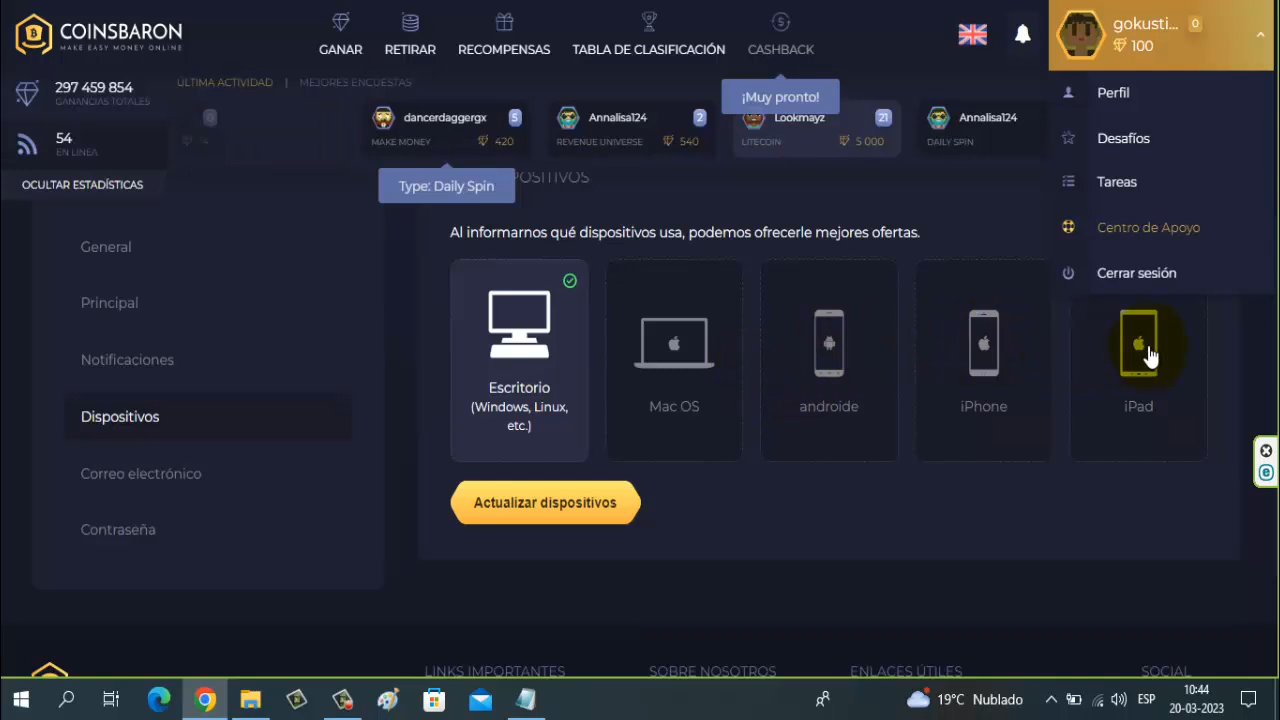 COINSBARON
MAKE EASY MONEY ONLINE
GANAR
RETIRAR
RECOMPENSAS
TABLA DE CLASIFICACIÓN
CASHBACK
¡Muy pronto!
gokusti... 0
100
297 459 854
GANANCIAS TOTALES
54
EN LINEA
OCULTAR ESTADÍSTICAS
ÚLTIMA ACTIVIDAD | MEJORES ENCUESTAS
0
dancerdaggergx 5
MAKE MONEY 420
Annalisa124 2
REVENUE UNIVERSE 540
Lookmayz 21
LITECOIN 5 000
Annalisa124
DAILY SPIN
Type: Daily Spin
Perfil
Desafíos
Tareas
Centro de Apoyo
Cerrar sesión
General
Principal
Notificaciones
Dispositivos
Correo electrónico
Contraseña
Al informarnos qué dispositivos usa, podemos ofrecerle mejores ofertas.
Escritorio
(Windows, Linux,
etc.)
Mac OS
androide
iPhone
iPad
Actualizar dispositivos
LINKS IMPORTANTES
SOBRE NOSOTROS
ENLACES ÚTILES
SOCIAL
19°C Nublado
ESP
10:44
20-03-2023